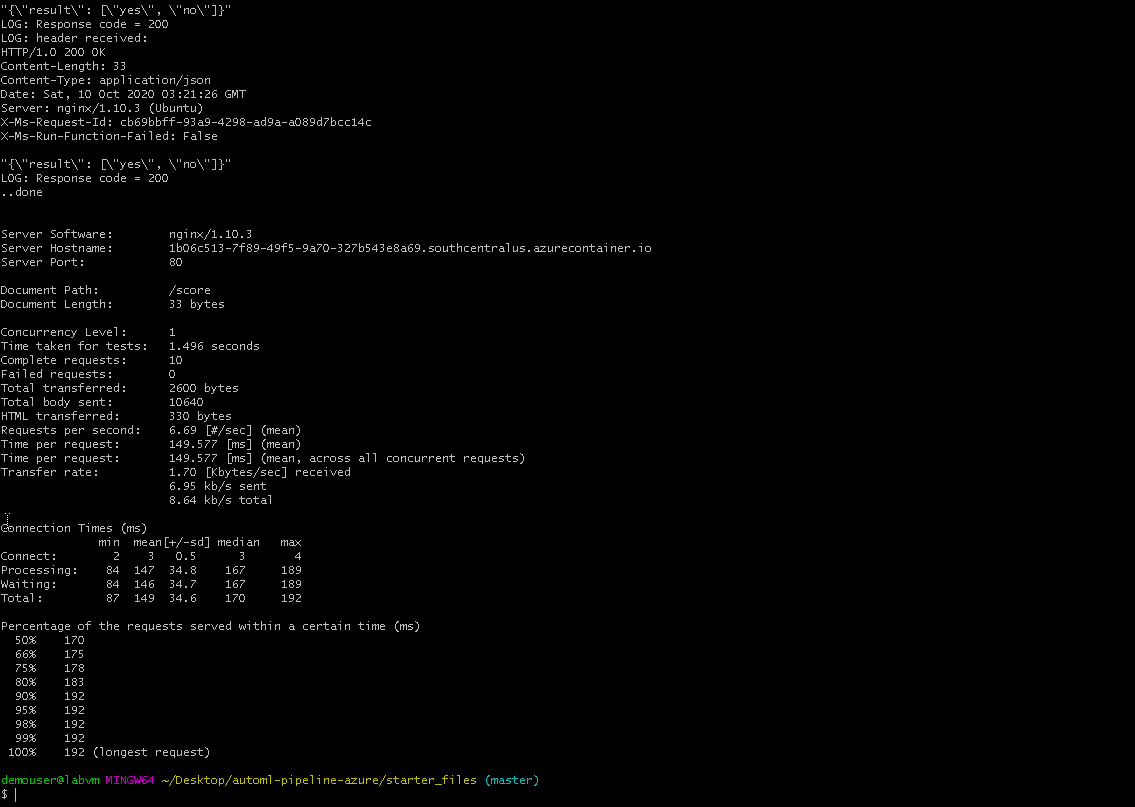 "{\"result\": [\"yes\", \"no\"]}"
LOG: Response code = 200
LOG: header received:
HTTP/1.0 200 OK
Content-Length: 33
Content-Type: application/json
Date: Sat, 10 Oct 2020 03:21:26 GMT
Server: nginx/1.10.3 (Ubuntu)
X-Ms-Request-Id: cb69bbff-93a9-4298-ad9a-a089d7bcc14c
X-Ms-Run-Function-Failed: False
"{\"result\": [\"yes\", \"no\"]}"
LOG: Response code = 200
..done
Server Software:        nginx/1.10.3
Server Hostname:        1b06c513-7f89-49f5-9a70-327b543e8a69.southcentralus.azurecontainer.io
Server Port:            80
Document Path:          /score
Document Length:        33 bytes
Concurrency Level:      1
Time taken for tests:   1.496 seconds
Complete requests:      10
Failed requests:        0
Total transferred:      2600 bytes
Total body sent:        10640
HTML transferred:       330 bytes
Requests per second:    6.69 [#/sec] (mean)
Time per request:       149.577 [ms] (mean)
Time per request:       149.577 [ms] (mean, across all concurrent requests)
Transfer rate:          1.70 [Kbytes/sec] received
                        6.95 kb/s sent
                        8.64 kb/s total
Connection Times (ms)
              min  mean[+/-sd] median   max
Connect:        2    3   0.5      3       4
Processing:    84  147  34.8    167     189
Waiting:       84  146  34.7    167     189
Total:         87  149  34.6    170     192
Percentage of the requests served within a certain time (ms)
  50%    170
  66%    175
  75%    178
  80%    183
  90%    192
  95%    192
  98%    192
  99%    192
 100%    192 (longest request)
demouser@labvm MINGW64 ~/Desktop/automl-pipeline-azure/starter_files (master)
$